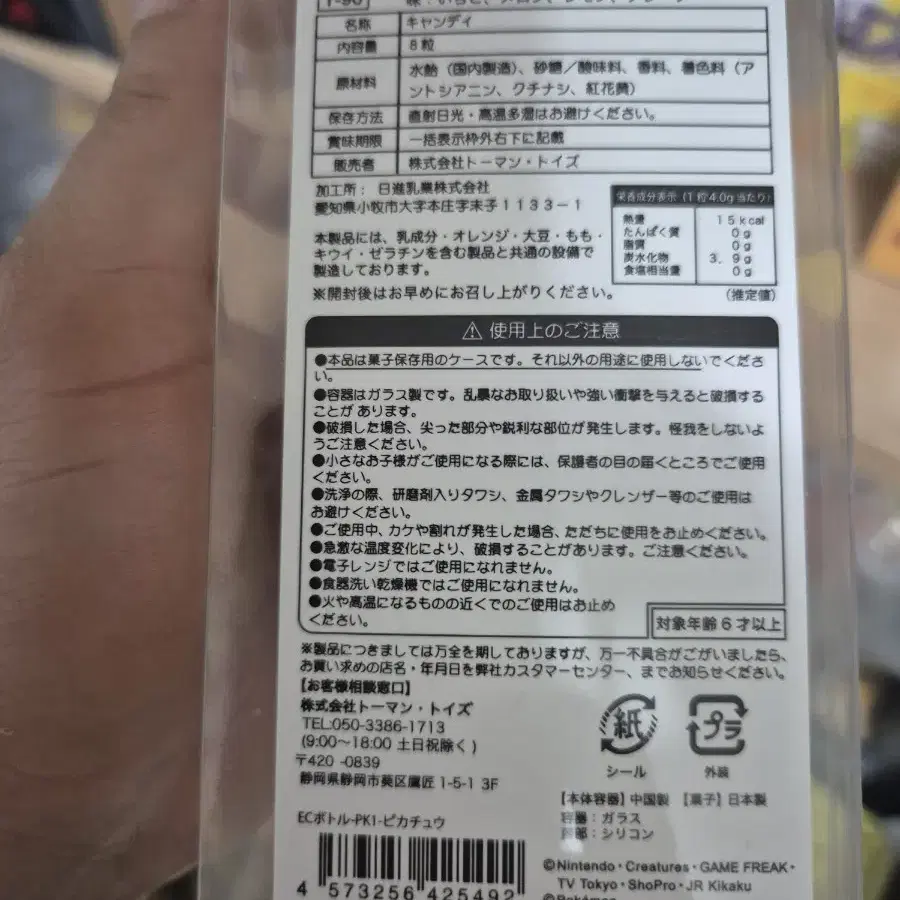 T-90
味：いちご、メロン、レモン、
名称 キャンディ
内容量 8粒
原材料 水飴（国内製造）、砂糖／酸味料、香料、着色料（ア
ントシアニン、クチナシ、紅花黄）
保存方法 直射日光・高温多湿はお避けください。
賞味期限 一括表示枠外右下に記載
販売者 株式会社トーマン・トイズ
加工所： 日進乳業株式会社
愛知県小牧市大字本庄字未子1133－1
本製品には、乳成分・オレンジ・大豆・もも・
キウイ・ゼラチンを含む製品と共通の設備で
製造しております。
※開封後はお早めにお召し上がりください。
栄養成分表示（1粒4.0g当たり）
熱量 15kcal
たんぱく質 0g
脂質 0g
炭水化物 3.9g
食塩相当量 0g
（推定値）
⚠使用上のご注意
●本品は菓子保存用のケースです。それ以外の用途に使用しないでくださ
い。
●容器はガラス製です。乱暴なお取り扱いや強い衝撃を与えると破損する
ことが あります。
●破損した場合、尖った部分や鋭利な部位が発生します。怪我をしないよ
うご注意ください。
●小さなお子様がご使用になる際には、保護者の目の届くところでご使用
ください。
●洗浄の際、研磨剤入りタワシ、金属タワシやクレンザー等のご使用は
お避けください。
●ご使用中、カケや割れが発生した場合、ただちに使用をお止めください。
●急激な温度変化により、破損することがあります。ご注意ください。
●電子レンジではご使用になれません。
●食器洗い乾燥機ではご使用になれません。
●火や高温になるものの近くでのご使用はお止め
ください。
対象年齢6才以上
※製品につきましては万全を期しておりますが、万一不具合がございましたら、
お買い求めの店名・年月日を弊社カスタマーセンター、までお知らせください。
【お客様相談窓口】
株式会社トーマン・トイズ
TEL:050-3386-1713
(9:00～18:00 土日祝除く)
〒420 -0839
静岡県静岡市葵区鷹匠 1-5-1 3F
紙
シール
プラ
外装
【本体容器】中国製 【菓子】日本製
容器：ガラス
：シリコン
ECボトル-PK1-ピカチュウ
4 573256 425492
©Nintendo・Creatures・GAME FREAK・
TV Tokyo・ShoPro・JR Kikaku
©Pokémon